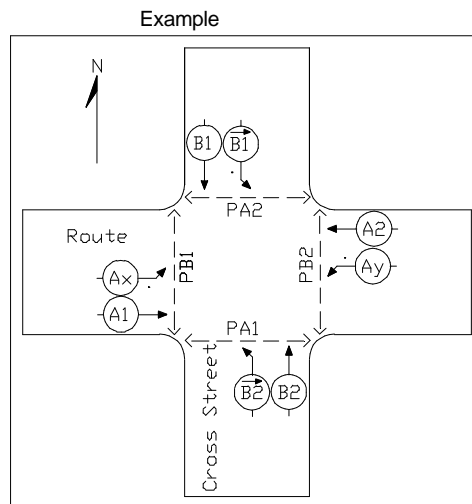 Example
N
B1 B1
PA2
Route
A2
PB1
PB2
Ax
Ay
A1
PA1
Cross Street
B2 B2